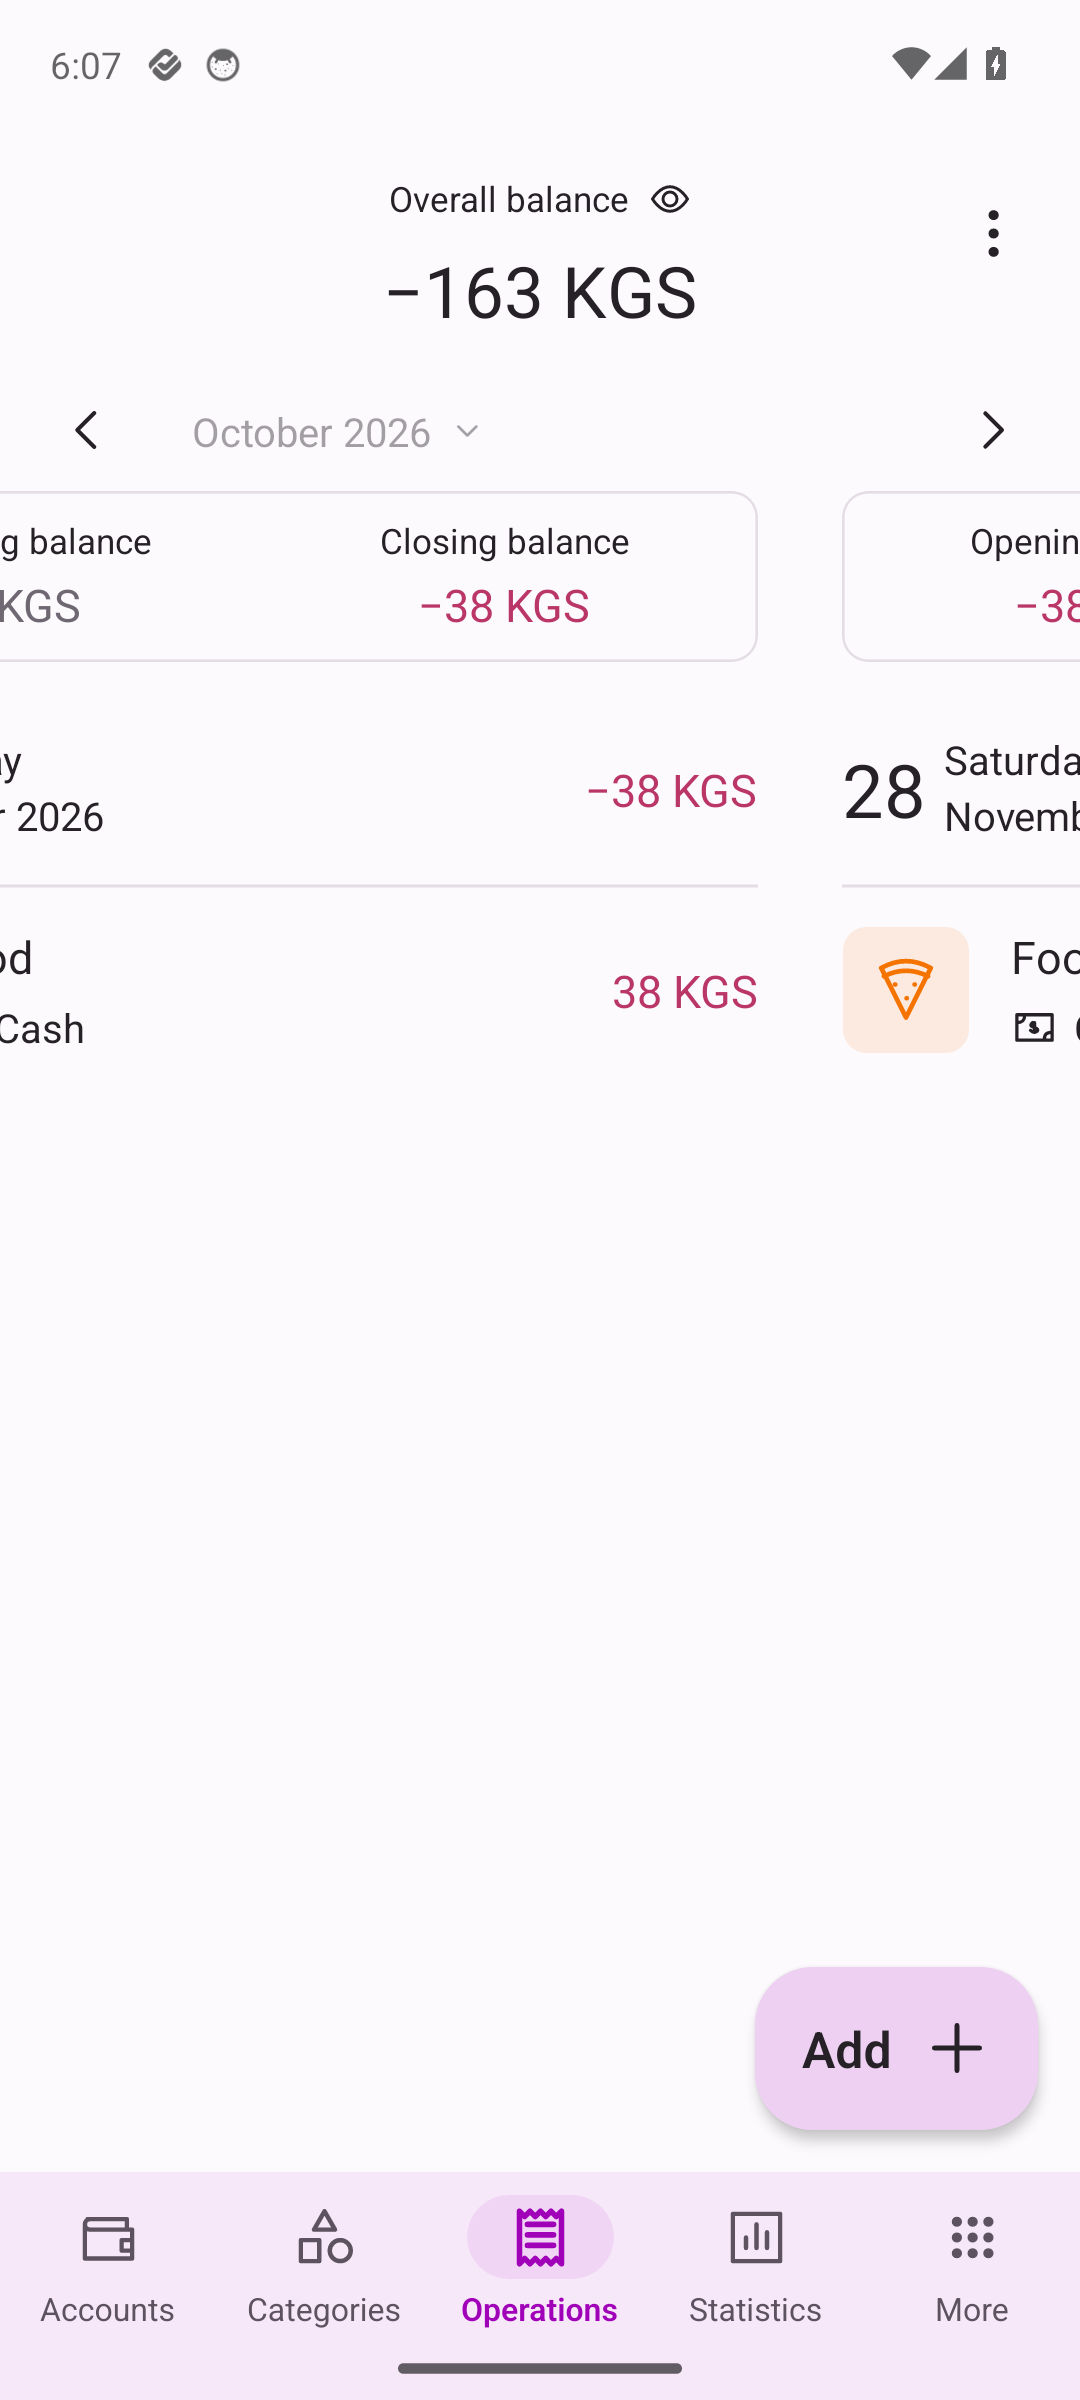 6:07
Overall balance
−163 KGS
October 2026
g balance
Closing balance
Openin
KGS
−38 KGS
−38
ay
r 2026
−38 KGS
28
Saturda
Novemb
od
38 KGS
Cash
Foo
Add
Accounts
Categories
Operations
Statistics
More